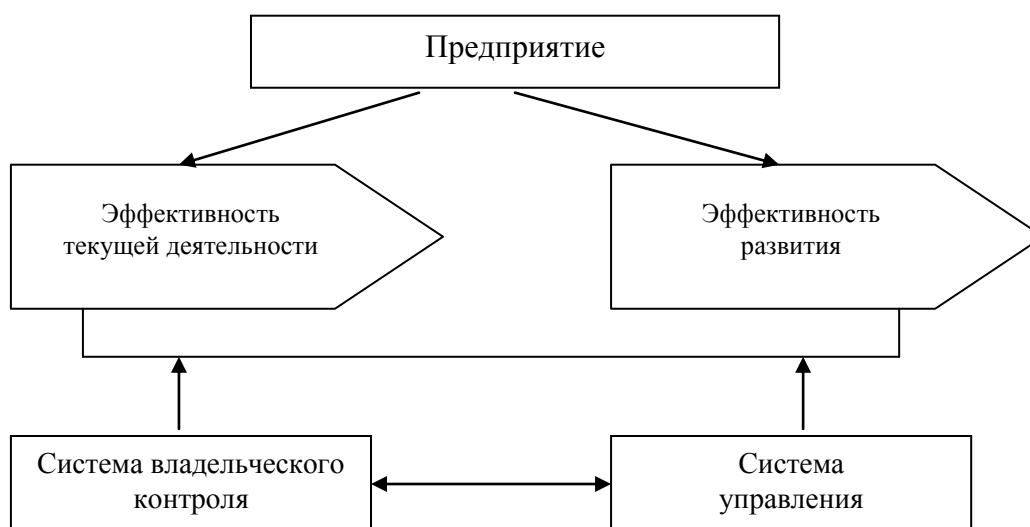 Предприятие
Эффективность
текущей деятельности
Эффективность
развития
Система владельческого
контроля
Система
управления